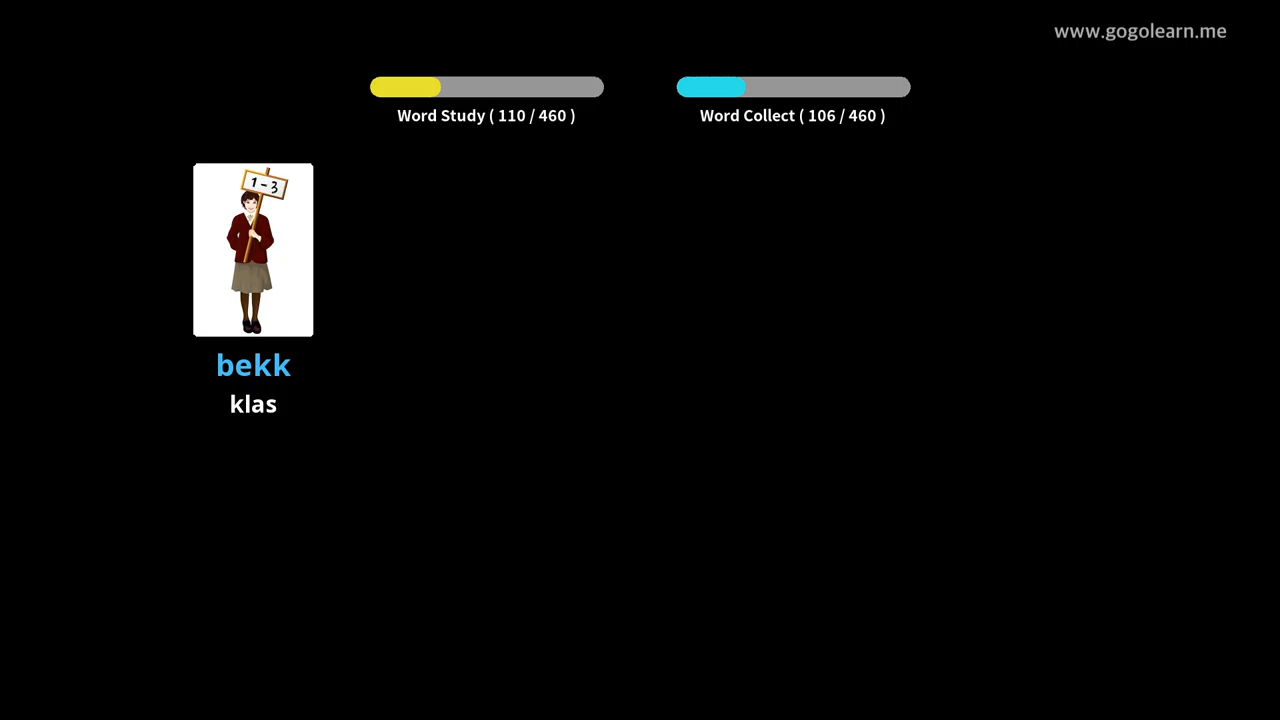 www.gogolearn.me
Word Study ( 110 / 460 )
Word Collect ( 106 / 460 )
1 - 3
bekk
klas